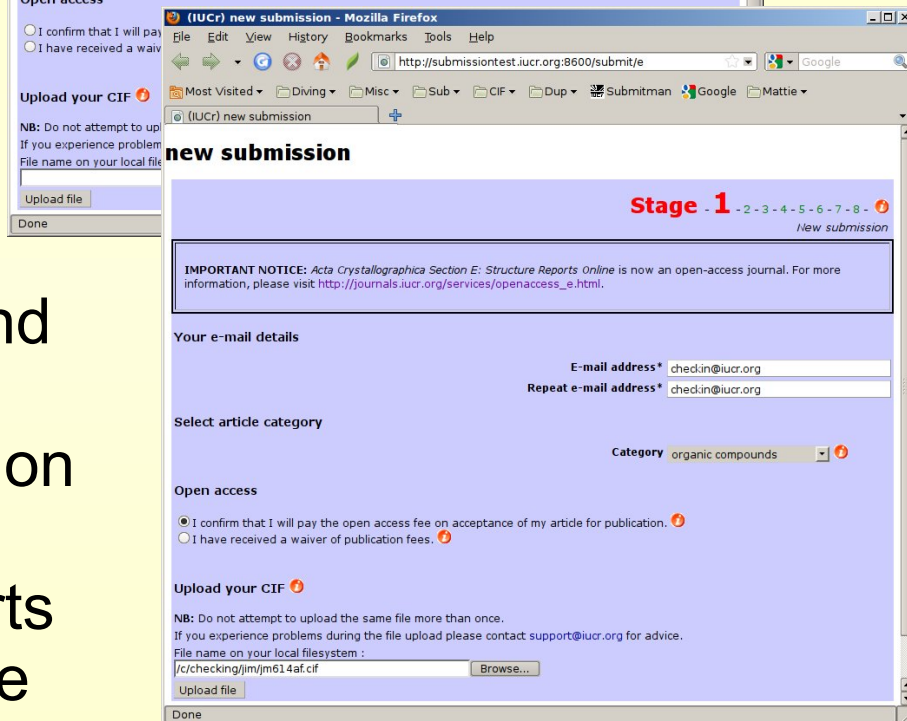 Open access
I confirm that I will pay
I have received a waiv
Upload your CIF
NB: Do not attempt to upl
If you experience problem
File name on your local file
Upload file
Done
nd
on
rts
e
(IUCr) new submission - Mozilla Firefox
File Edit View History Bookmarks Tools Help
http://submissiontest.iucr.org:8600/submit/e
Google
Most Visited Diving Misc Sub CIF Dup Submitman Google Mattie
(IUCr) new submission
new submission
Stage - 1 - 2 - 3 - 4 - 5 - 6 - 7 - 8 -
New submission
IMPORTANT NOTICE: Acta Crystallographica Section E: Structure Reports Online is now an open-access journal. For more
information, please visit http://journals.iucr.org/services/openaccess_e.html.
Your e-mail details
E-mail address* checkin@iucr.org
Repeat e-mail address* checkin@iucr.org
Select article category
Category organic compounds
Open access
I confirm that I will pay the open access fee on acceptance of my article for publication.
I have received a waiver of publication fees.
Upload your CIF
NB: Do not attempt to upload the same file more than once.
If you experience problems during the file upload please contact support@iucr.org for advice.
File name on your local filesystem :
/c/checking/jim/jm614af.cif Browse...
Upload file
Done